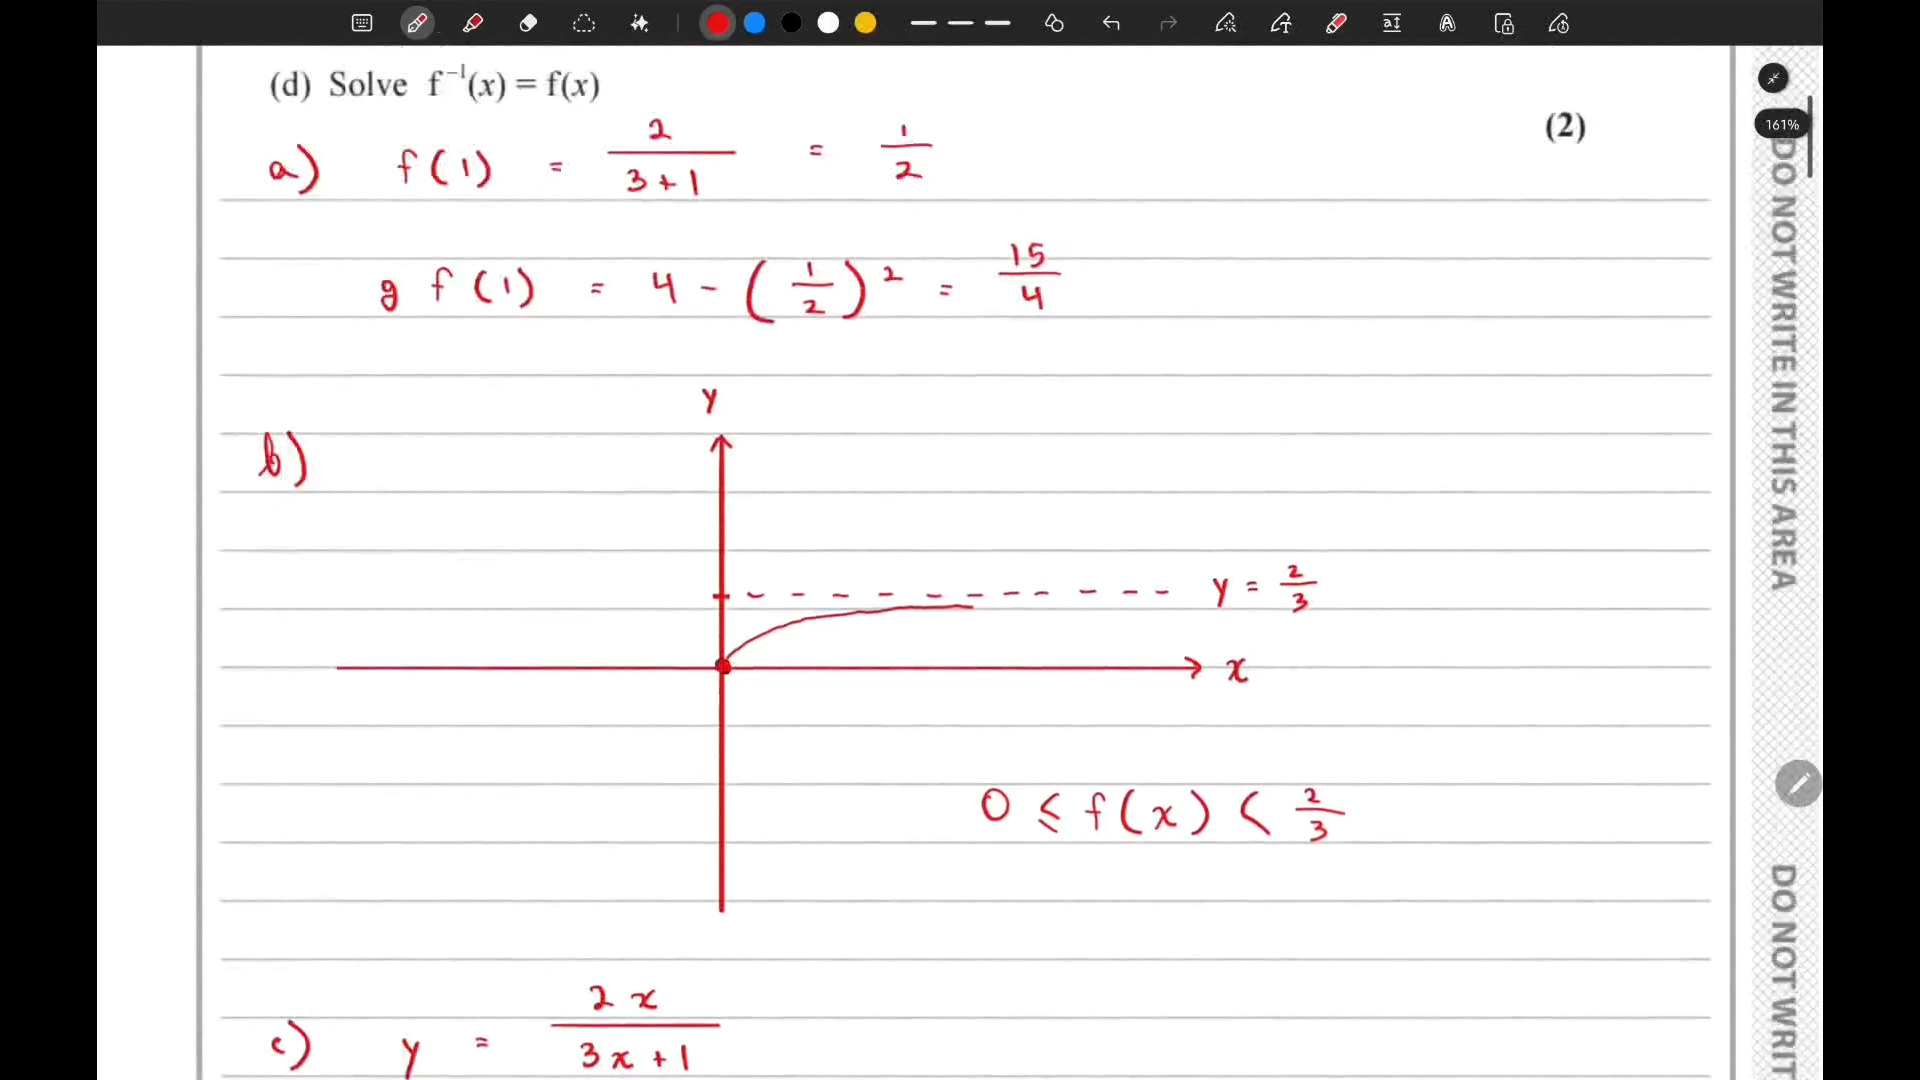 161%
(d) Solve f⁻¹(x) = f(x)
(2)
a) f(1) = 2/(3+1) = 1/2
gf(1) = 4 - (1/2)² = 15/4
b)
y
y = 2/3
x
0 ≤ f(x) < 2/3
c) y = 2x/(3x+1)
DO NOT WRITE IN THIS AREA
DO NOT WRIT